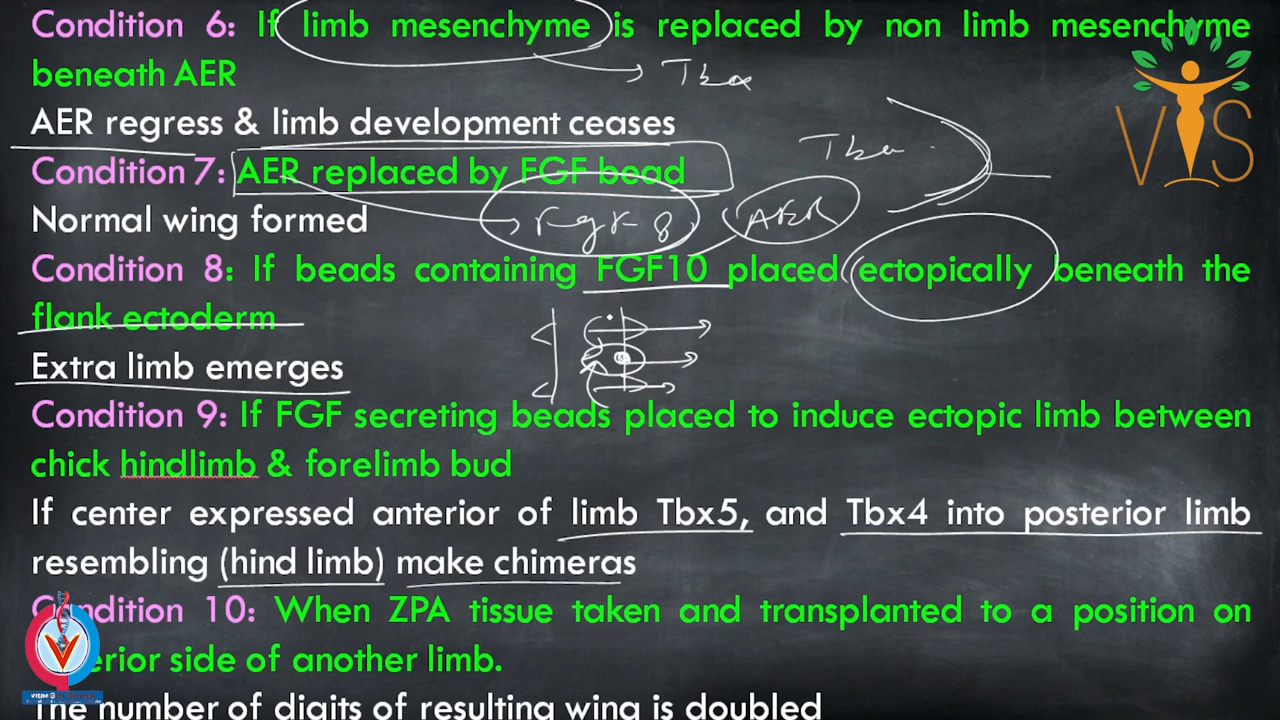 Condition 6: If limb mesenchyme is replaced by non limb mesenchyme
beneath AER
Tbx
AER regress & limb development ceases
Condition 7: AER replaced by FGF bead
Normal wing formed
Fgf 8 AER
VIS
Condition 8: If beads containing FGF10 placed ectopically beneath the
flank ectoderm
Extra limb emerges
Condition 9: If FGF secreting beads placed to induce ectopic limb between
chick hindlimb & forelimb bud
If center expressed anterior of limb Tbx5, and Tbx4 into posterior limb
resembling (hind limb) make chimeras
Condition 10: When ZPA tissue taken and transplanted to a position on
erior side of another limb.
The number of digits of resulting wing is doubled